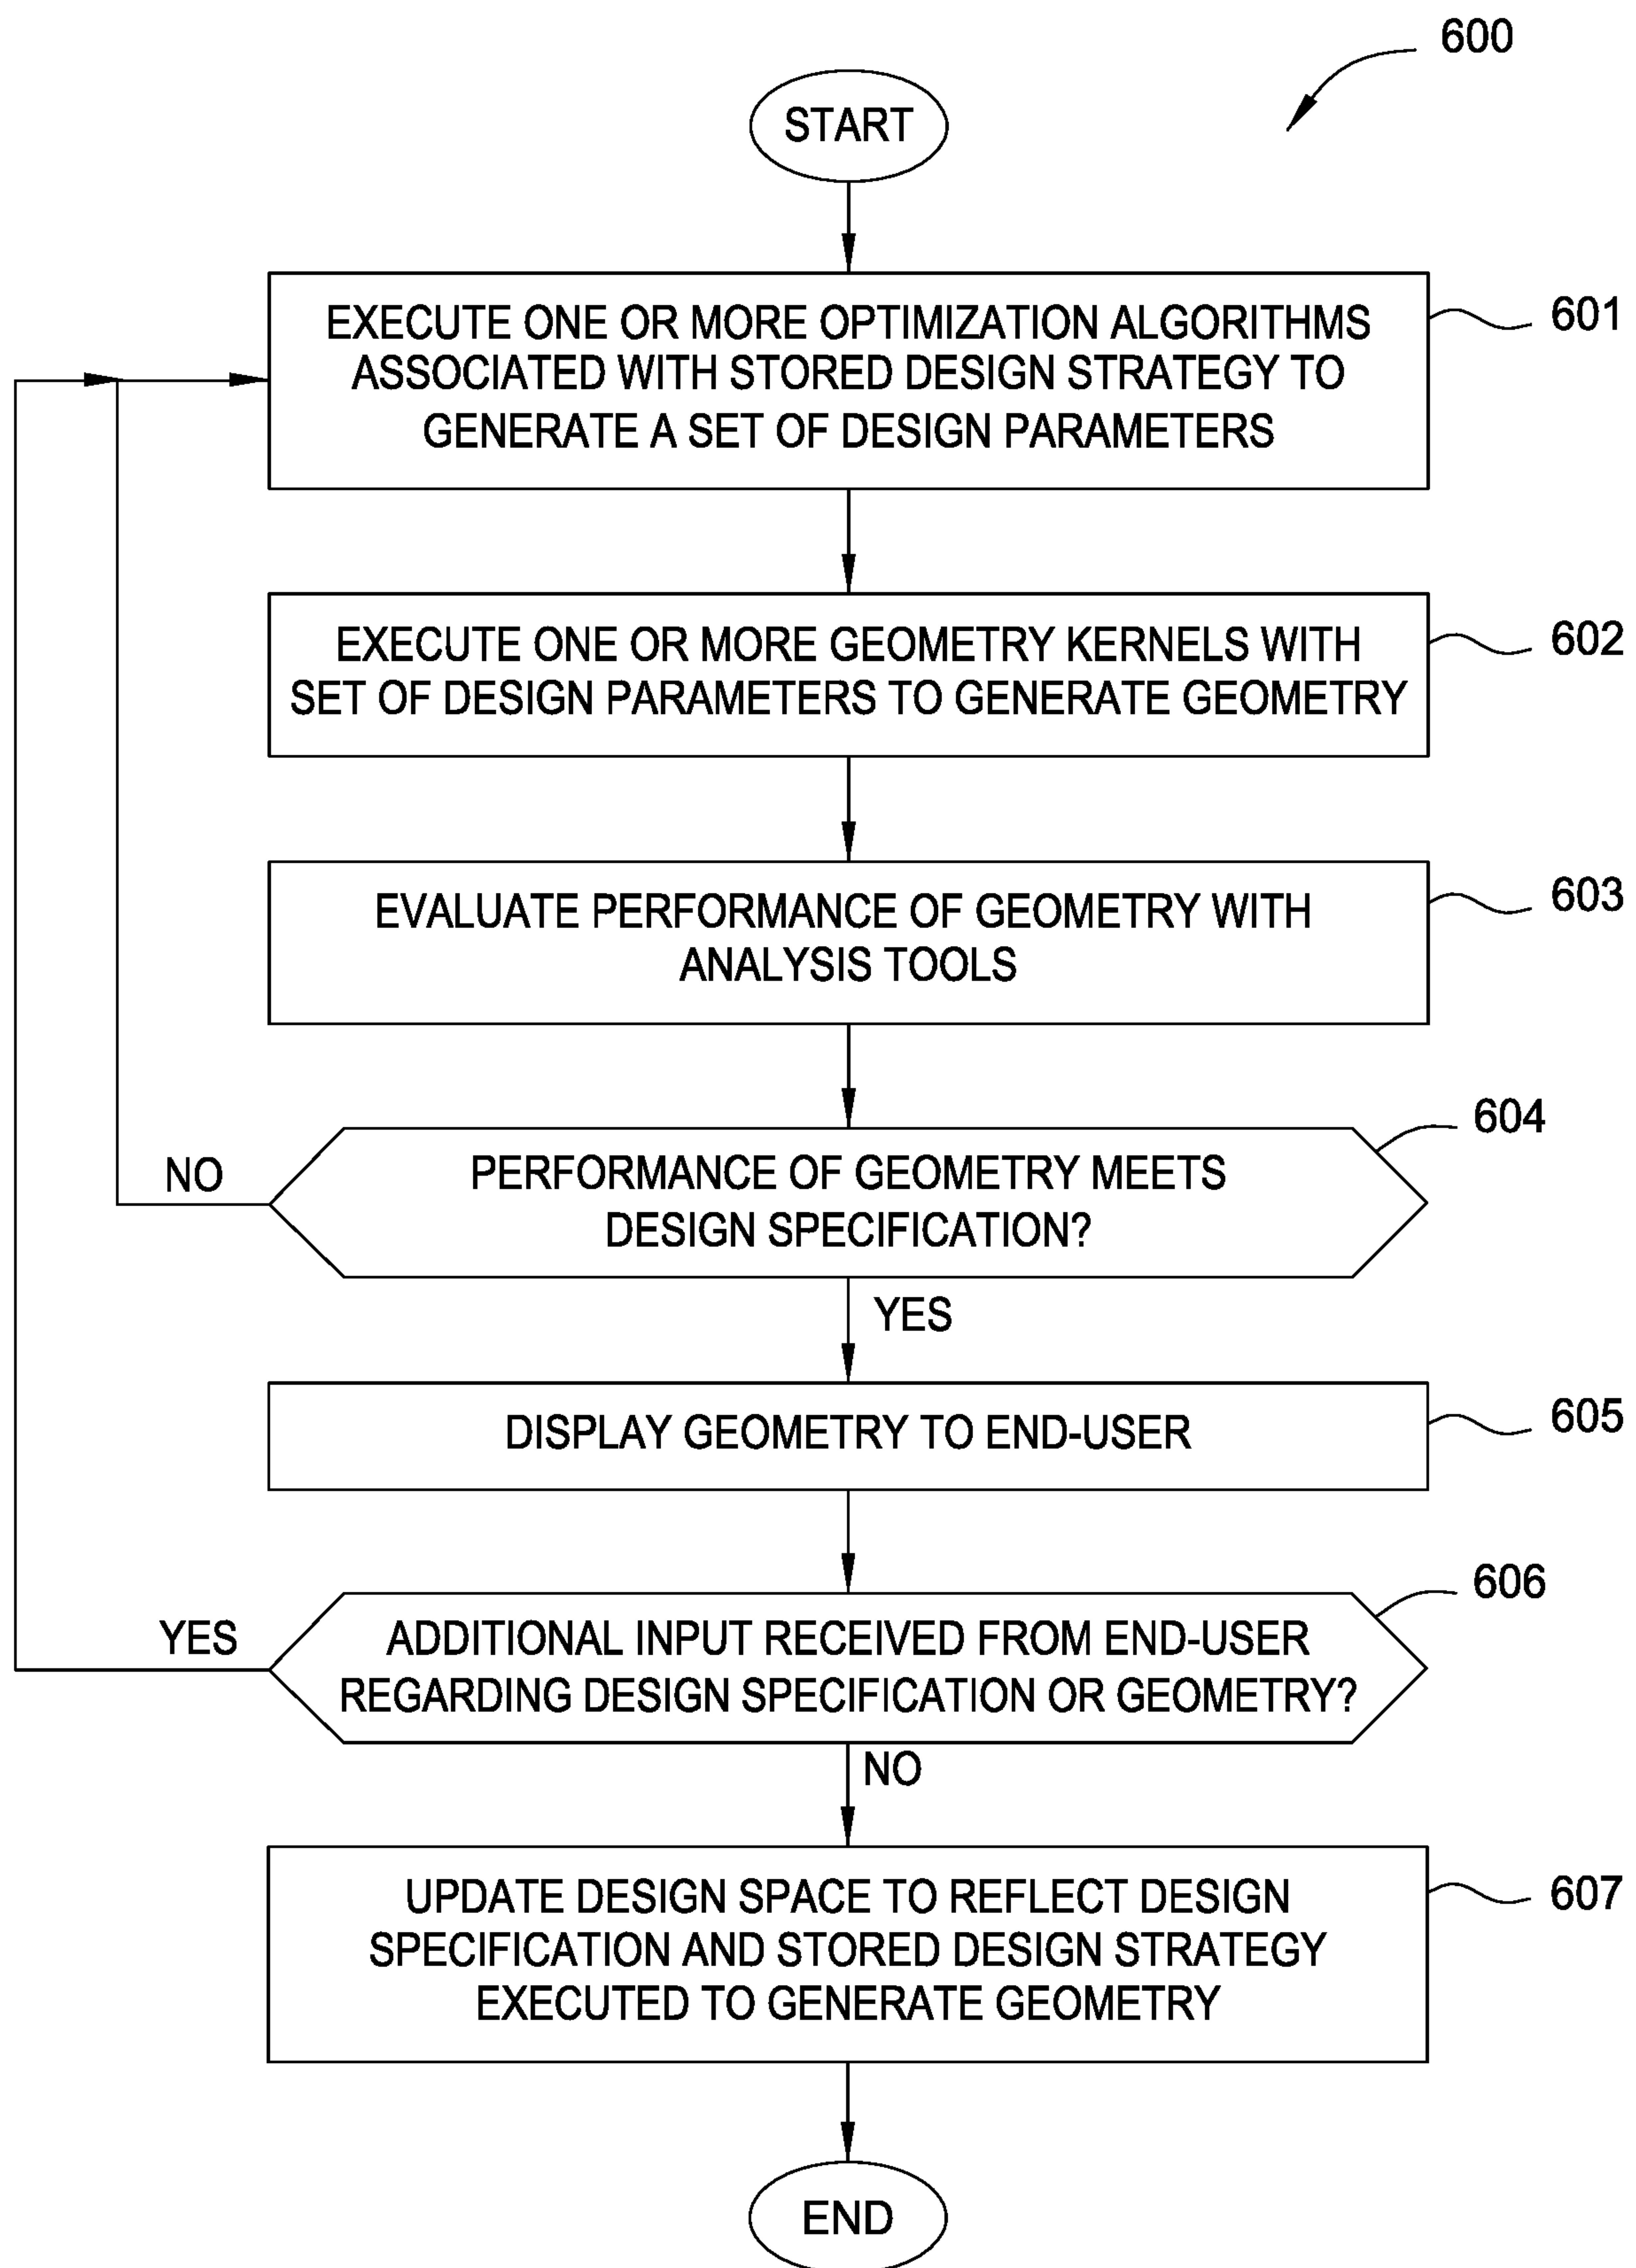 600
START
EXECUTE ONE OR MORE OPTIMIZATION ALGORITHMS
ASSOCIATED WITH STORED DESIGN STRATEGY TO
GENERATE A SET OF DESIGN PARAMETERS
601
EXECUTE ONE OR MORE GEOMETRY KERNELS WITH
SET OF DESIGN PARAMETERS TO GENERATE GEOMETRY
602
EVALUATE PERFORMANCE OF GEOMETRY WITH
ANALYSIS TOOLS
603
PERFORMANCE OF GEOMETRY MEETS
DESIGN SPECIFICATION?
604
NO
YES
DISPLAY GEOMETRY TO END-USER
605
ADDITIONAL INPUT RECEIVED FROM END-USER
REGARDING DESIGN SPECIFICATION OR GEOMETRY?
606
YES
NO
UPDATE DESIGN SPACE TO REFLECT DESIGN
SPECIFICATION AND STORED DESIGN STRATEGY
EXECUTED TO GENERATE GEOMETRY
607
END